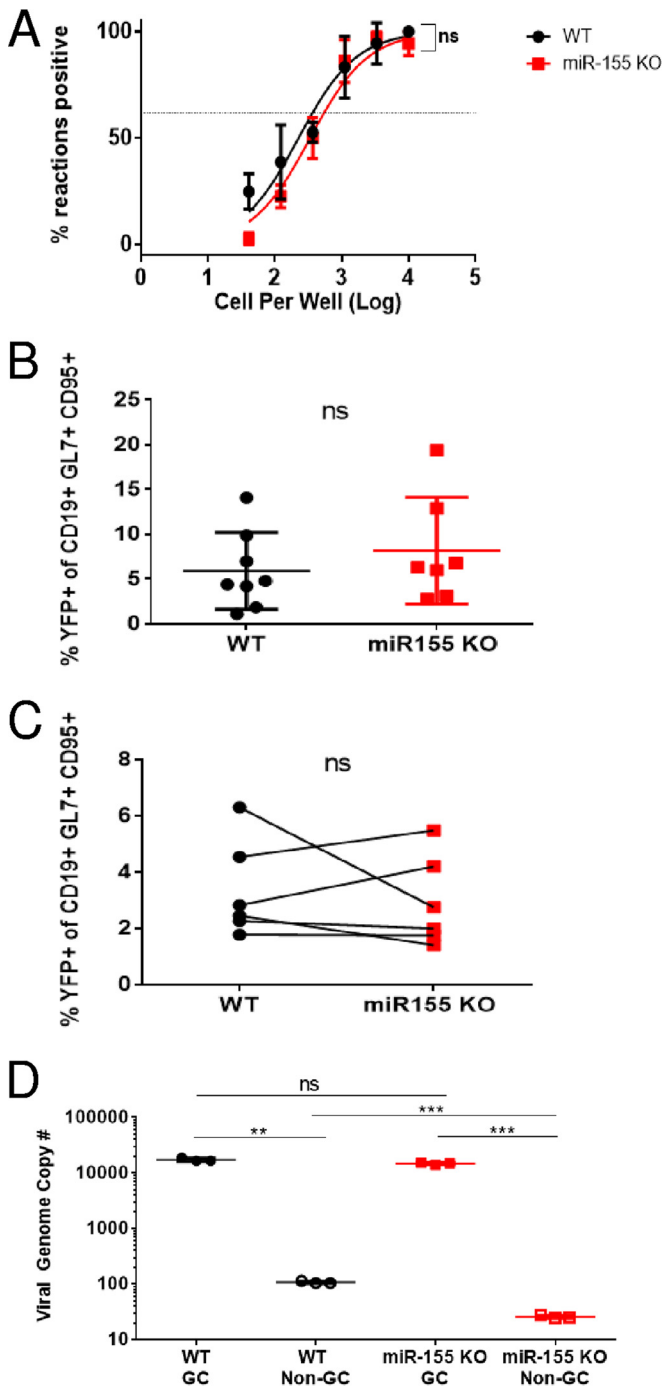 A
% reactions positive
100
50
0
0
1
2
3
4
5
Cell Per Well (Log)
ns
WT
miR-155 KO
B
% YFP+ of CD19+ GL7+ CD95+
25
20
15
10
5
0
ns
WT
miR155 KO
C
% YFP+ of CD19+ GL7+ CD95+
8
6
4
2
0
ns
WT
miR155 KO
D
Viral Genome Copy #
100000
10000
1000
100
10
ns
***
**
***
WT
GC
WT
Non-GC
miR-155 KO
GC
miR-155 KO
Non-GC